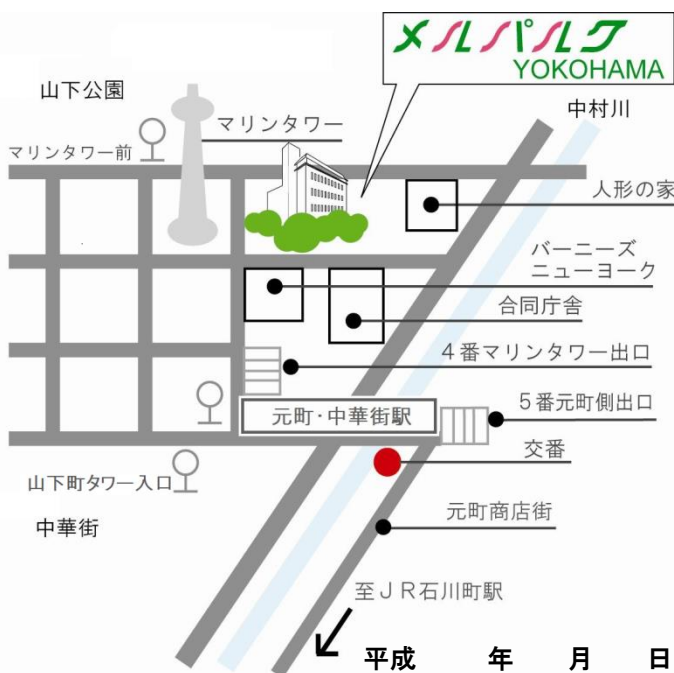 メルパルク
YOKOHAMA
山下公園
中村川
マリンタワー
マリンタワー前
人形の家
バーニーズ
ニューヨーク
合同庁舎
4番マリンタワー出口
元町・中華街駅
5番元町側出口
交番
山下町タワー入口
元町商店街
中華街
至JR石川町駅
平成 年 月 日